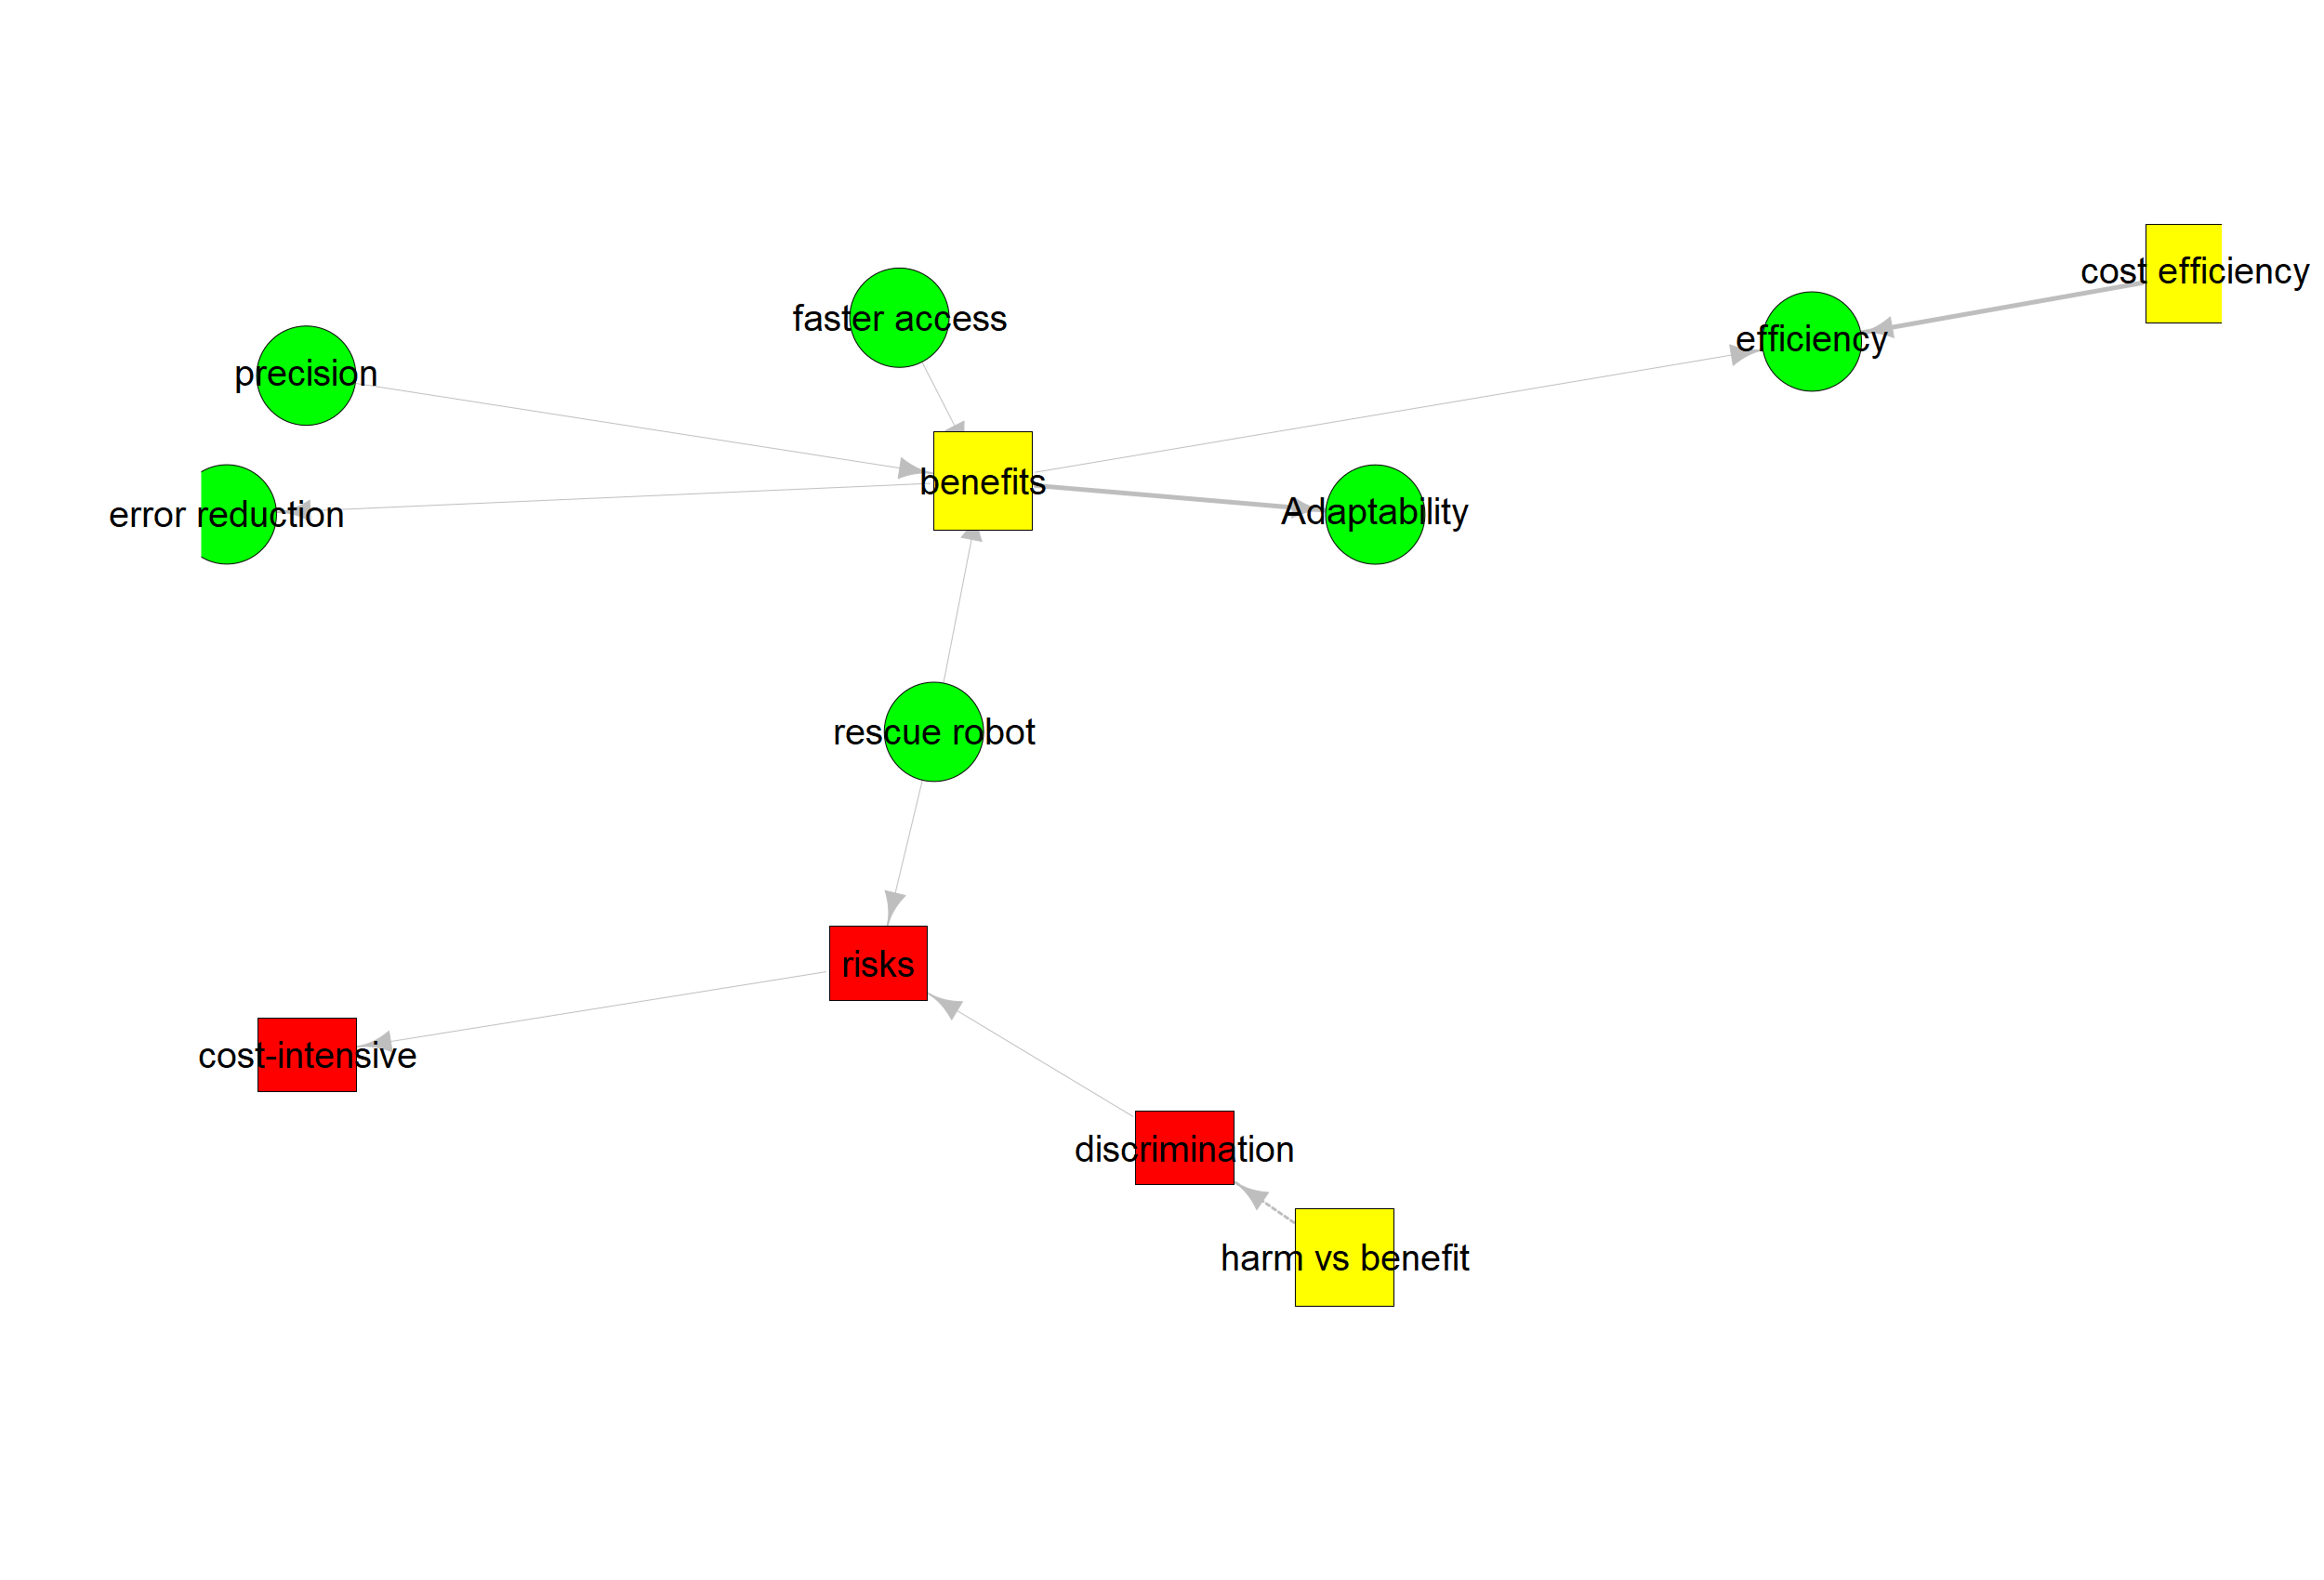 cost efficiency
faster access
efficiency
precision
benefits
Adaptability
error reduction
rescue robot
risks
cost-intensive
discrimination
harm vs benefit